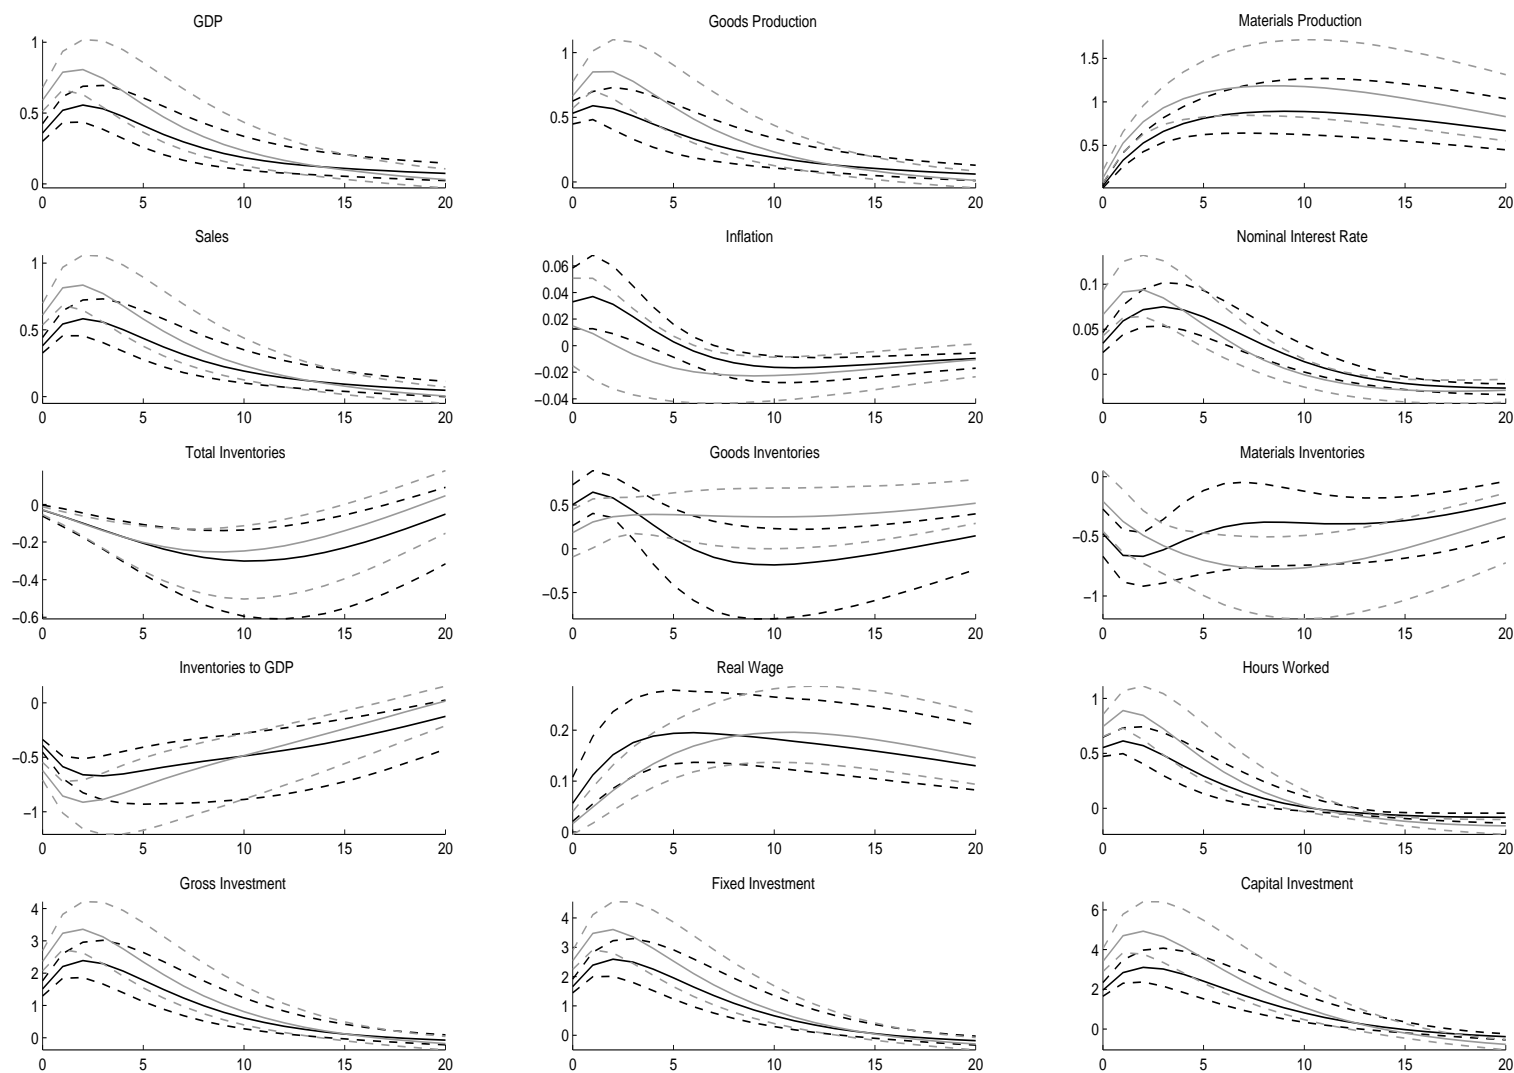 GDP
Goods Production
Materials Production
1
0.5
0
0 5 10 15 20
1
0.5
0
0 5 10 15 20
1.5
1
0.5
0 5 10 15 20
Sales
Inflation
Nominal Interest Rate
1
0.5
0
0 5 10 15 20
0.06
0.04
0.02
0
−0.02
−0.04
0 5 10 15 20
0.1
0.05
0
0 5 10 15 20
Total Inventories
Goods Inventories
Materials Inventories
0
−0.2
−0.4
−0.6
0 5 10 15 20
0.5
0
−0.5
0 5 10 15 20
0
−0.5
−1
0 5 10 15 20
Inventories to GDP
Real Wage
Hours Worked
0
−0.5
−1
0 5 10 15 20
0.2
0.1
0
0 5 10 15 20
1
0.5
0
0 5 10 15 20
Gross Investment
Fixed Investment
Capital Investment
4
3
2
1
0
0 5 10 15 20
4
3
2
1
0
0 5 10 15 20
6
4
2
0
0 5 10 15 20